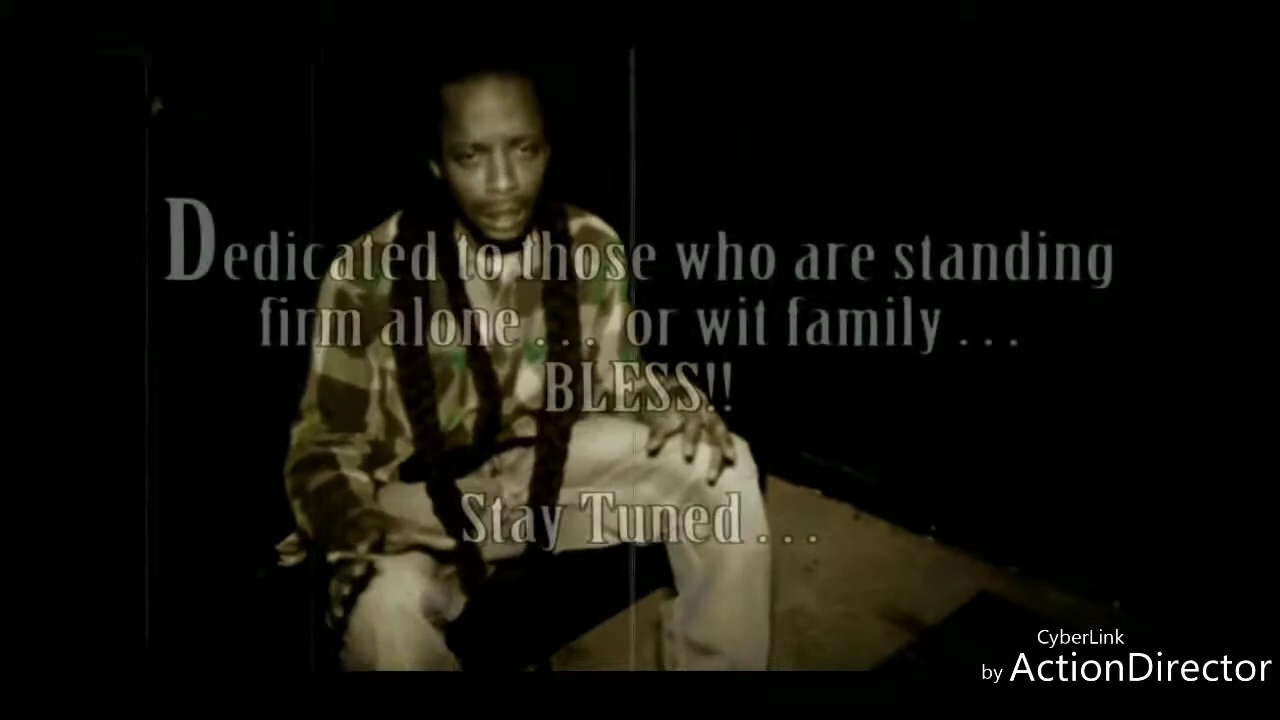 Dedicated to those who are standing
firm alone . . . or wit family . . .
BLESS!!
Stay Tuned . . .
CyberLink
by ActionDirector